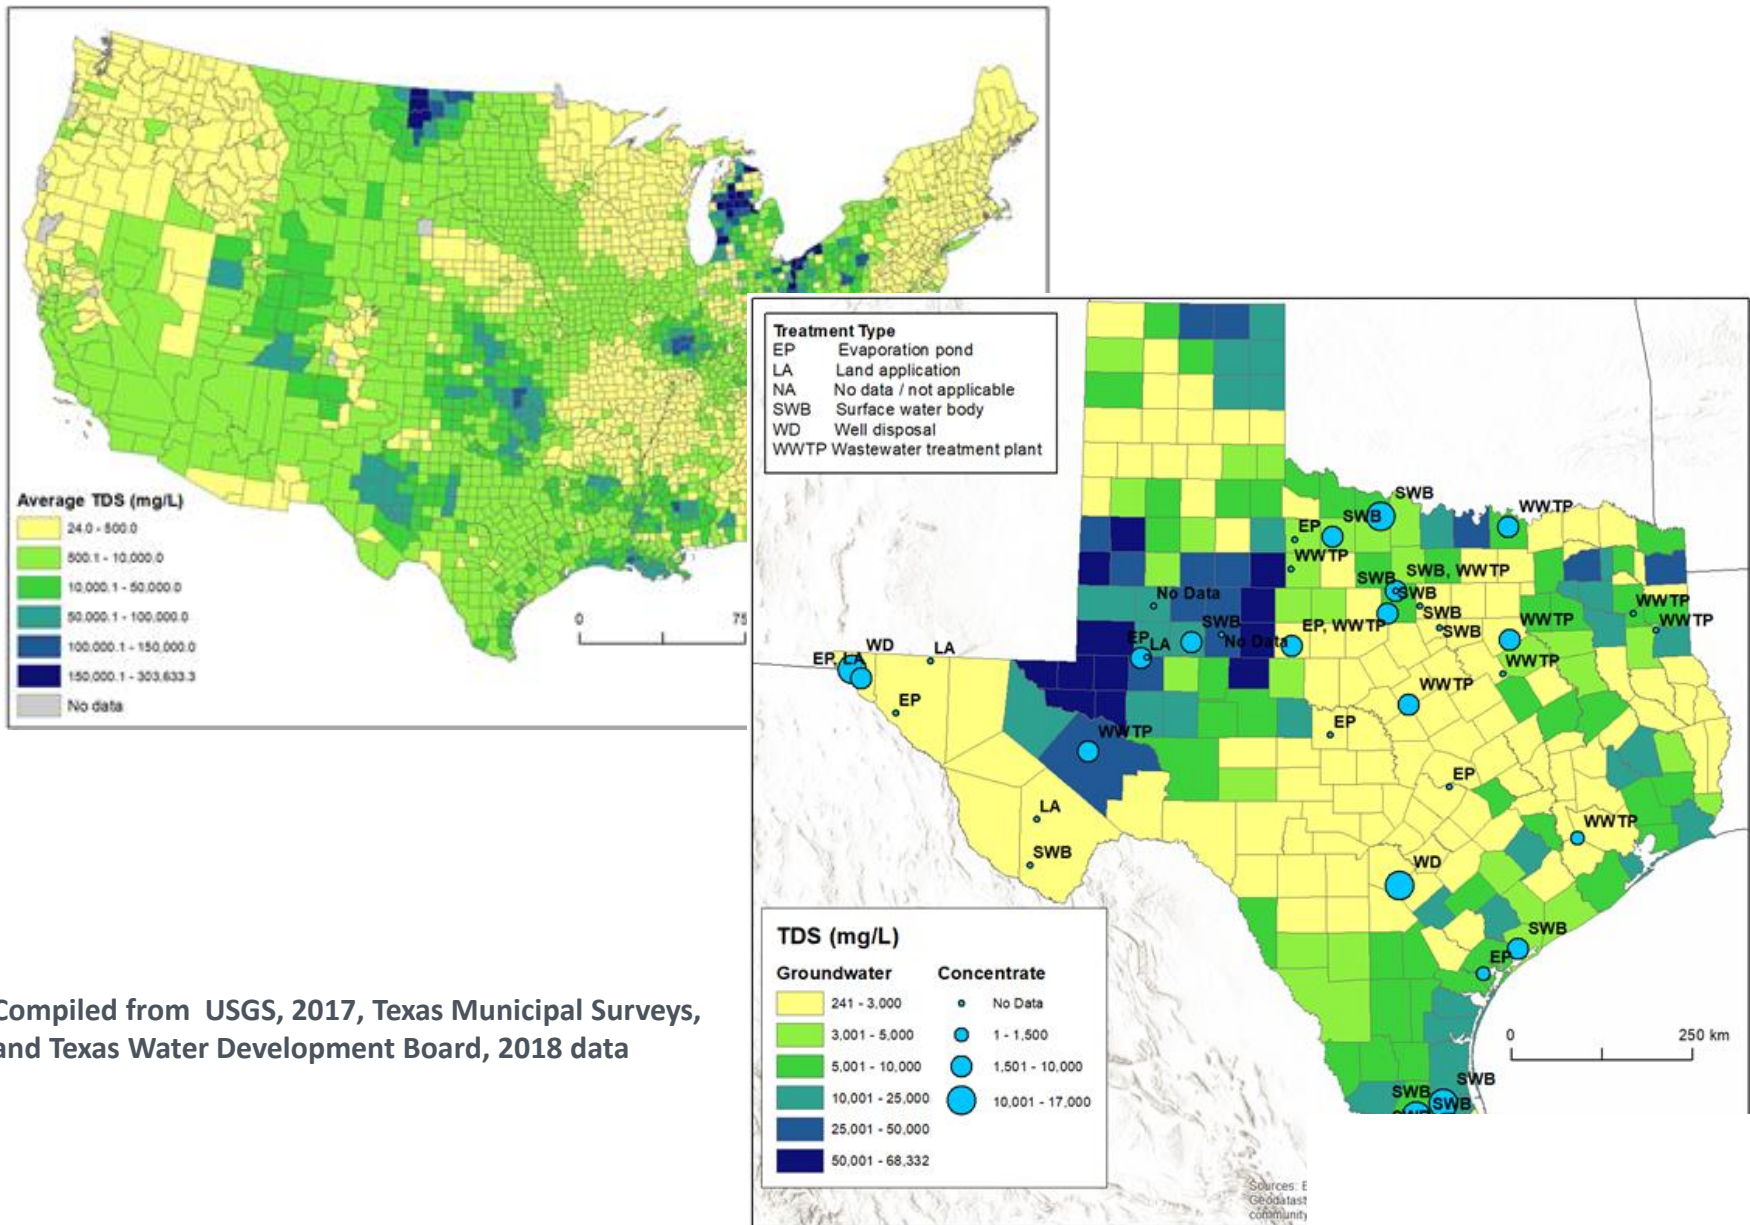 Average TDS (mg/L)
24.0 - 500.0
500.1 - 10,000.0
10,000.1 - 50,000.0
50,000.1 - 100,000.0
100,000.1 - 150,000.0
150,000.1 - 303,633.3
No data
0
75
Treatment Type
EP Evaporation pond
LA Land application
NA No data / not applicable
SWB Surface water body
WD Well disposal
WWTP Wastewater treatment plant
SWB
WWTP
SWB
EP
WWTP
SWB, WWTP
SWB
SWB
No Data
WWTP
SWB
WWTP
WWTP
SWB
EP, WWTP
SWB
EP
LA
No Data
WD
LA
EP, LA
WWTP
WWTP
EP
EP
WWTP
EP
LA
WWTP
SWB
WD
SWB
EP
SWB
SWB
SWB
SWB
TDS (mg/L)
Groundwater Concentrate
241 - 3,000 No Data
3,001 - 5,000 1 - 1,500
5,001 - 10,000 1,501 - 10,000
10,001 - 25,000 10,001 - 17,000
25,001 - 50,000
50,001 - 68,332
0 250 km
Sources: E
Geodatast
community
Compiled from USGS, 2017, Texas Municipal Surveys,
and Texas Water Development Board, 2018 data